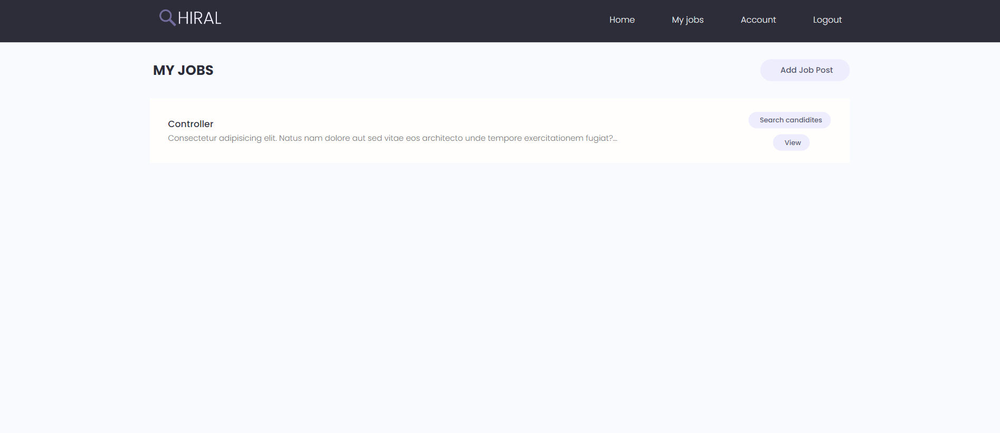 HIRAL
Home My jobs Account Logout
MY JOBS
Add Job Post
Controller
Consectetur adipisicing elit. Natus nam dolore aut sed vitae eos architecto unde tempore exercitationem fugiat?...
Search candidites
View